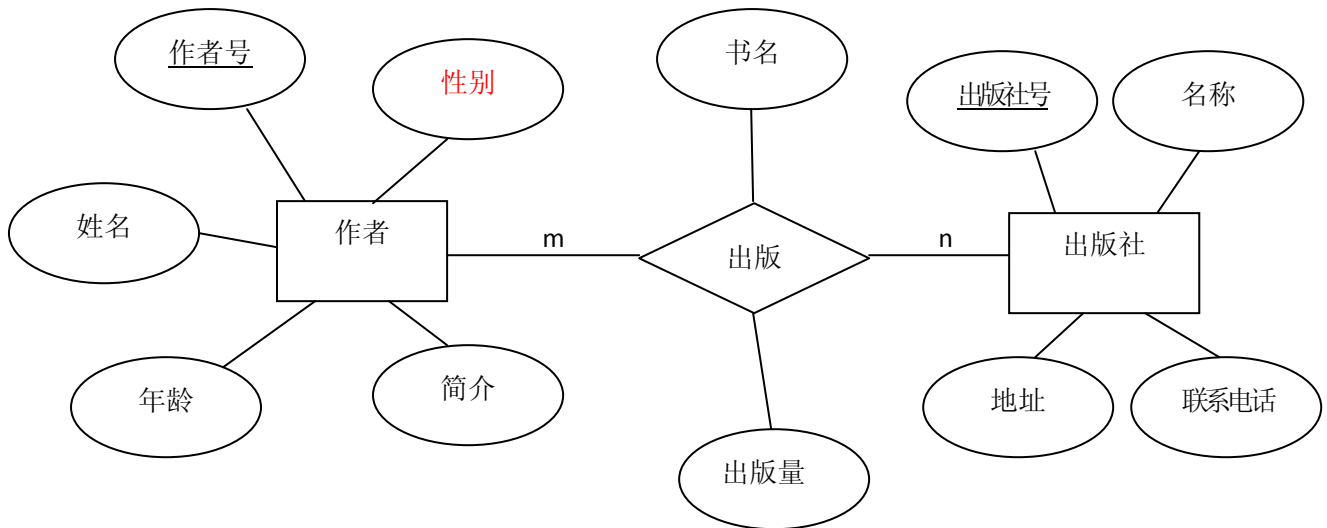 作者号
性别
姓名
作者
年龄
简介
m
书名
出版
出版量
n
出版社号
名称
出版社
地址
联系电话